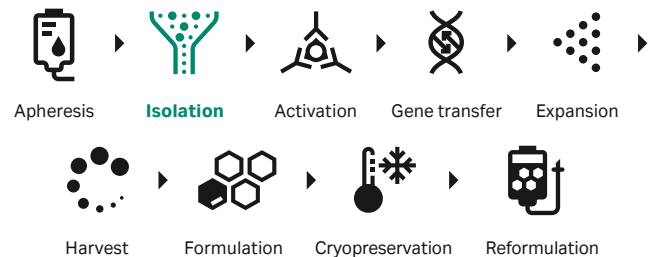 Apheresis Isolation Activation Gene transfer Expansion
Harvest Formulation Cryopreservation Reformulation